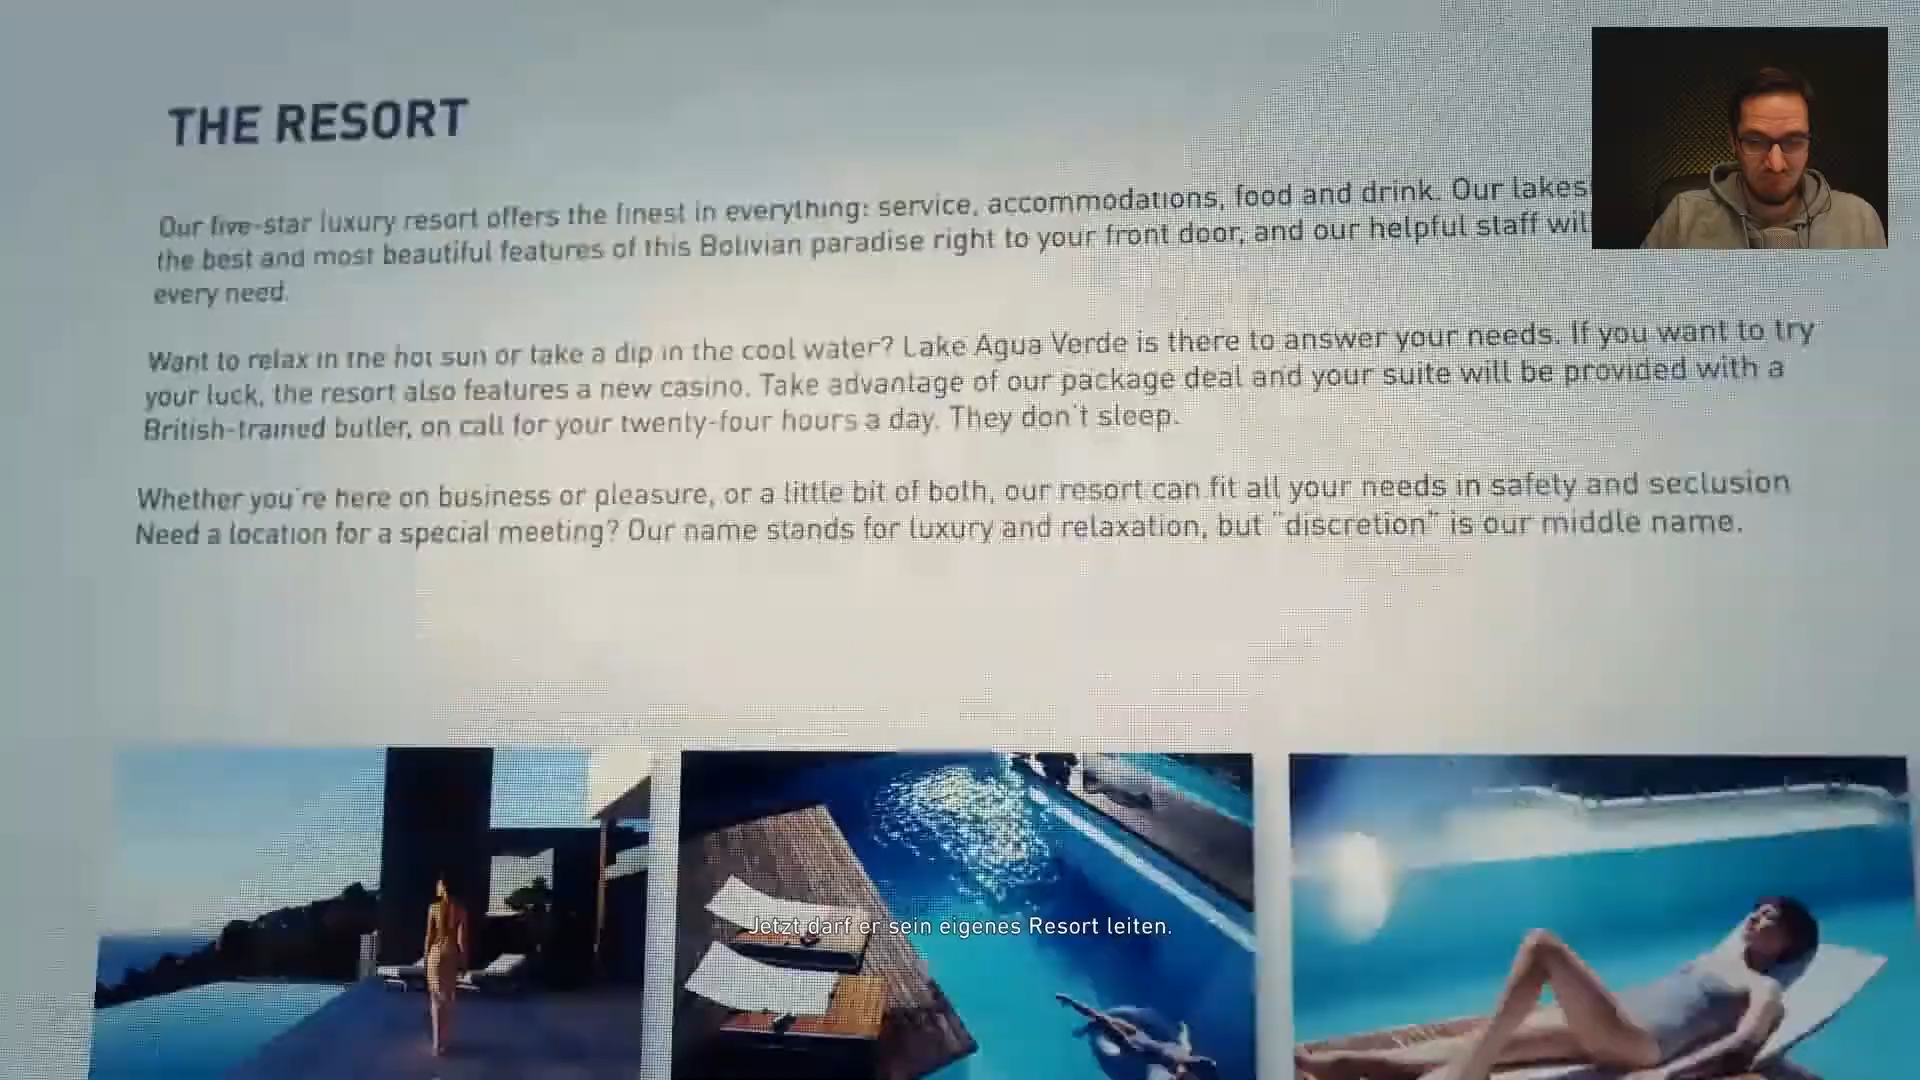 THE RESORT
Our five-star luxury resort offers the finest in everything: service, accommodations, food and drink. Our lakes
the best and most beautiful features of this Bolivian paradise right to your front door, and our helpful staff wil
every need.
Want to relax in the hot sun or take a dip in the cool water? Lake Agua Verde is there to answer your needs. If you want to try
your luck, the resort also features a new casino. Take advantage of our package deal and your suite will be provided with a
British-trained butler, on call for your twenty-four hours a day. They don't sleep.
Whether you're here on business or pleasure, or a little bit of both, our resort can fit all your needs in safety and seclusion
Need a location for a special meeting? Our name stands for luxury and relaxation, but "discretion" is our middle name.
Jetzt darf er sein eigenes Resort leiten.